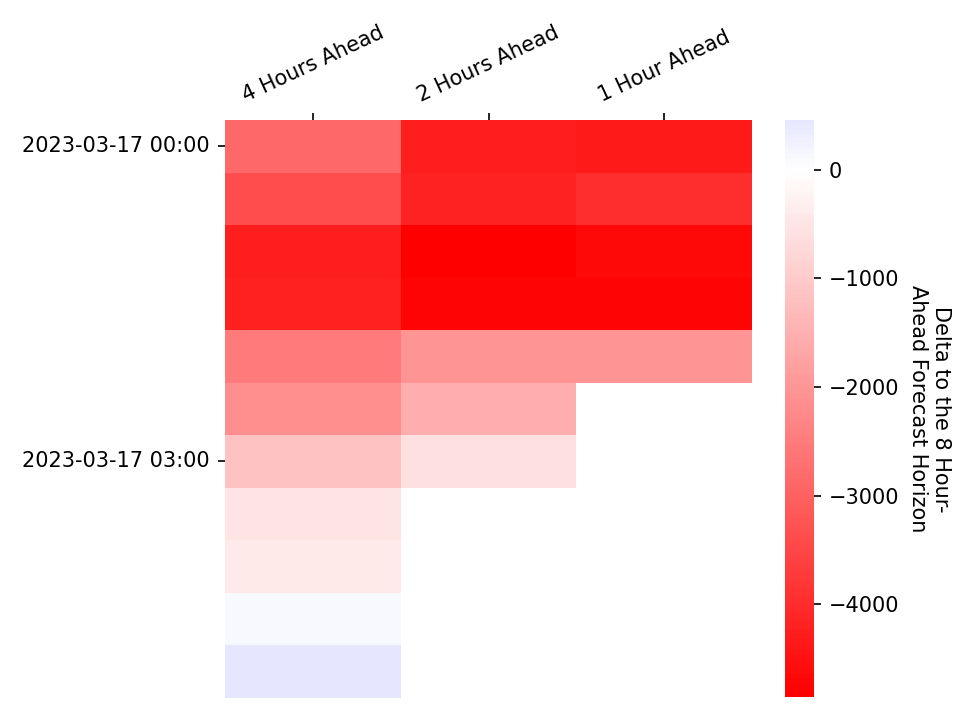 4 Hours Ahead
2 Hours Ahead
1 Hour Ahead
2023-03-17 00:00
2023-03-17 03:00
0
−1000
−2000
−3000
−4000
Delta to the 8 Hour-
Ahead Forecast Horizon